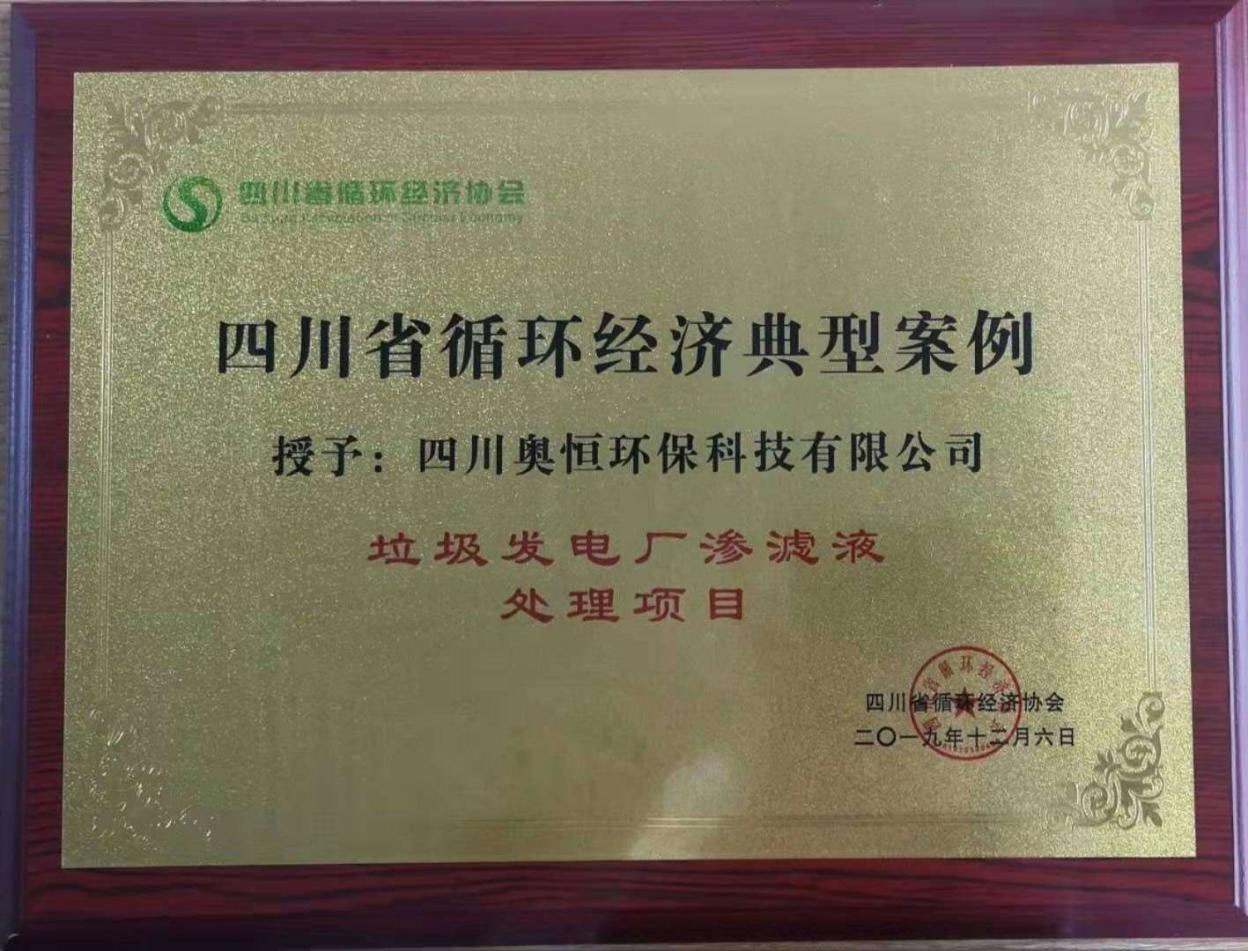 四川省循环经济协会
四川省循环经济典型案例
授予：四川奥恒环保科技有限公司
垃圾发电厂渗滤液
处理项目
四川省循环经济协会
二〇一九年十二月六日